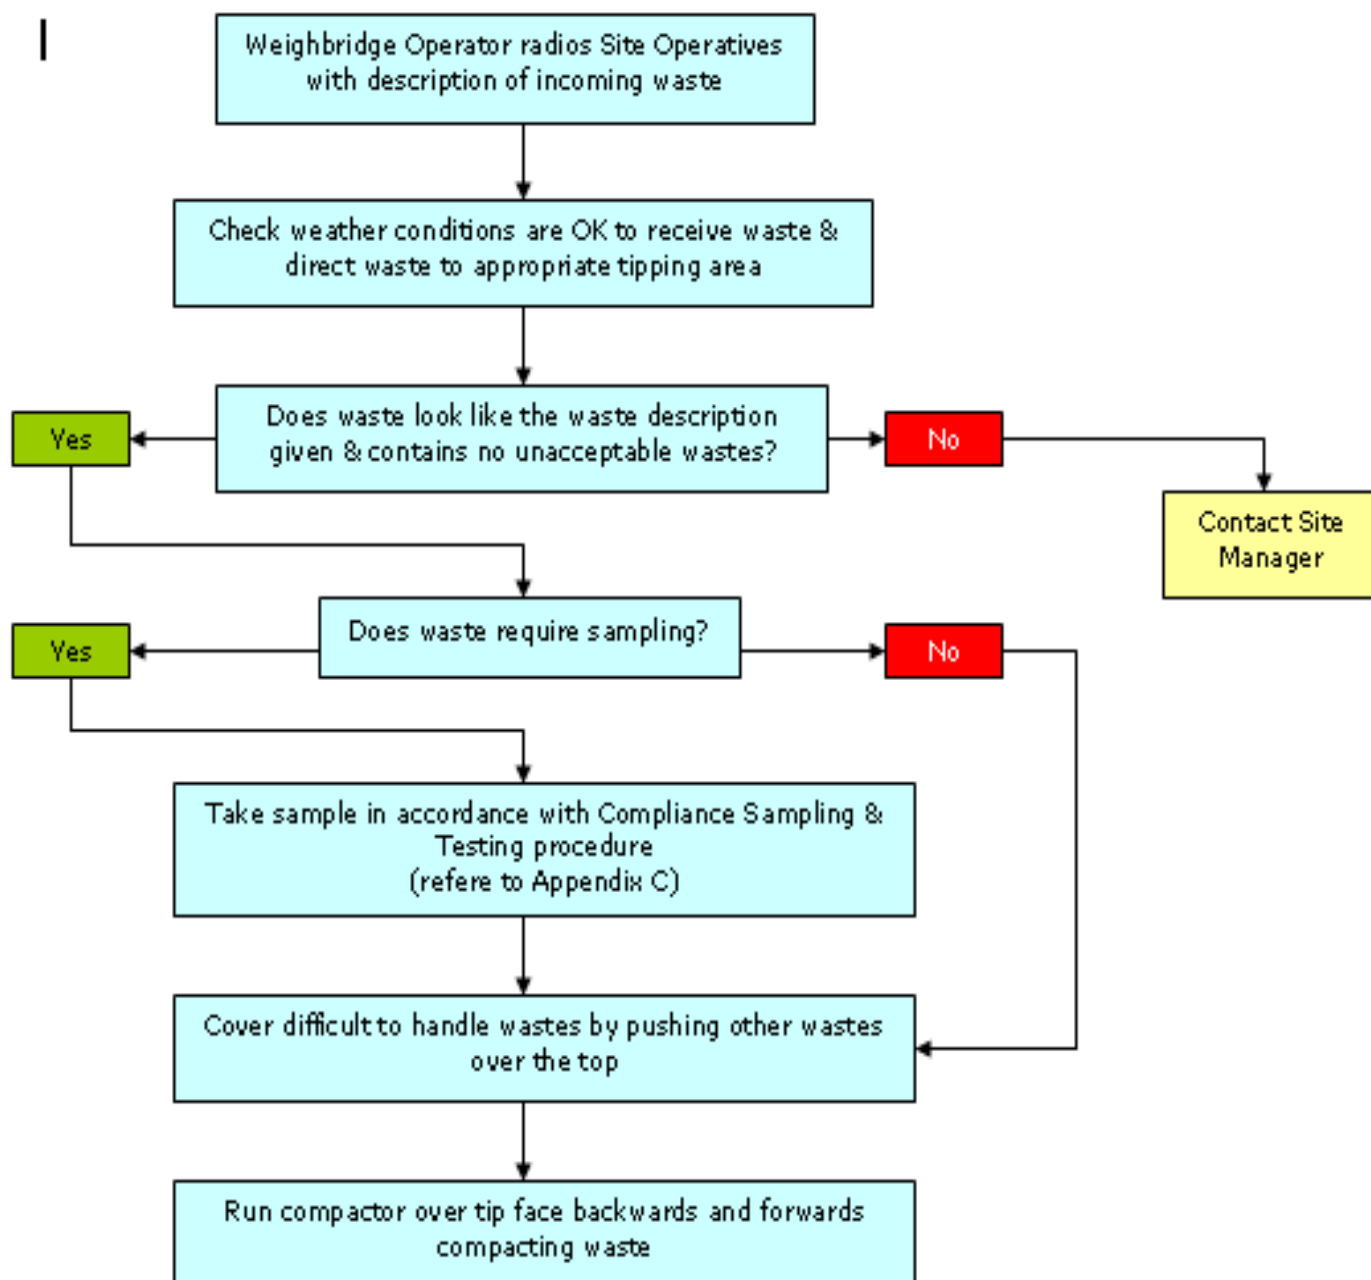 Weighbridge Operator radios Site Operatives
with description of incoming waste
Check weather conditions are OK to receive waste &
direct waste to appropriate tipping area
Does waste look like the waste description
given & contains no unacceptable wastes?
Yes
No
Contact Site
Manager
Does waste require sampling?
Yes
No
Take sample in accordance with Compliance Sampling &
Testing procedure
(refere to Appendix C)
Cover difficult to handle wastes by pushing other wastes
over the top
Run compactor over tip face backwards and forwards
compacting waste